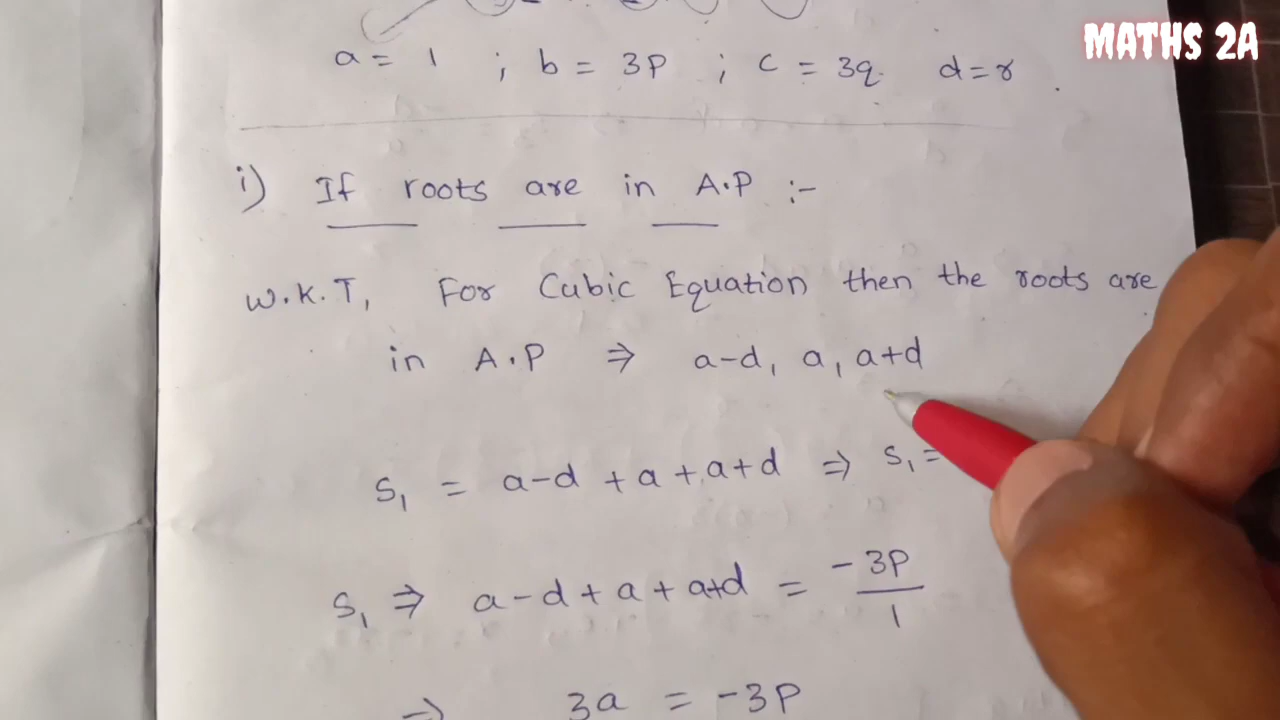 MATHS 2A
a = 1 ; b = 3p ; c = 3q d = r
i) If roots are in A.P :-
W.K.T, For Cubic Equation then the roots are
in A.P ⇒ a-d, a, a+d
S₁ = a-d + a + a+d ⇒ S₁ =
S₁ ⇒ a-d + a + a+d = -3p/1
⇒ 3a = -3p